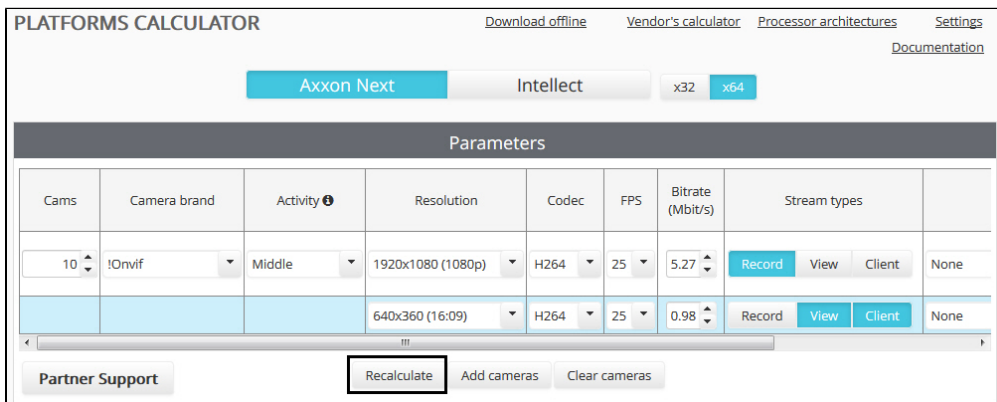 PLATFORMS CALCULATOR
Download offline Vendor's calculator Processor architectures Settings
Documentation
Axxon Next Intellect x32 x64
Parameters
Cams Camera brand Activity Resolution Codec FPS Bitrate (Mbit/s) Stream types
10 !Onvif Middle 1920x1080 (1080p) H264 25 5.27 Record View Client None
640x360 (16:09) H264 25 0.98 Record View Client None
Partner Support Recalculate Add cameras Clear cameras